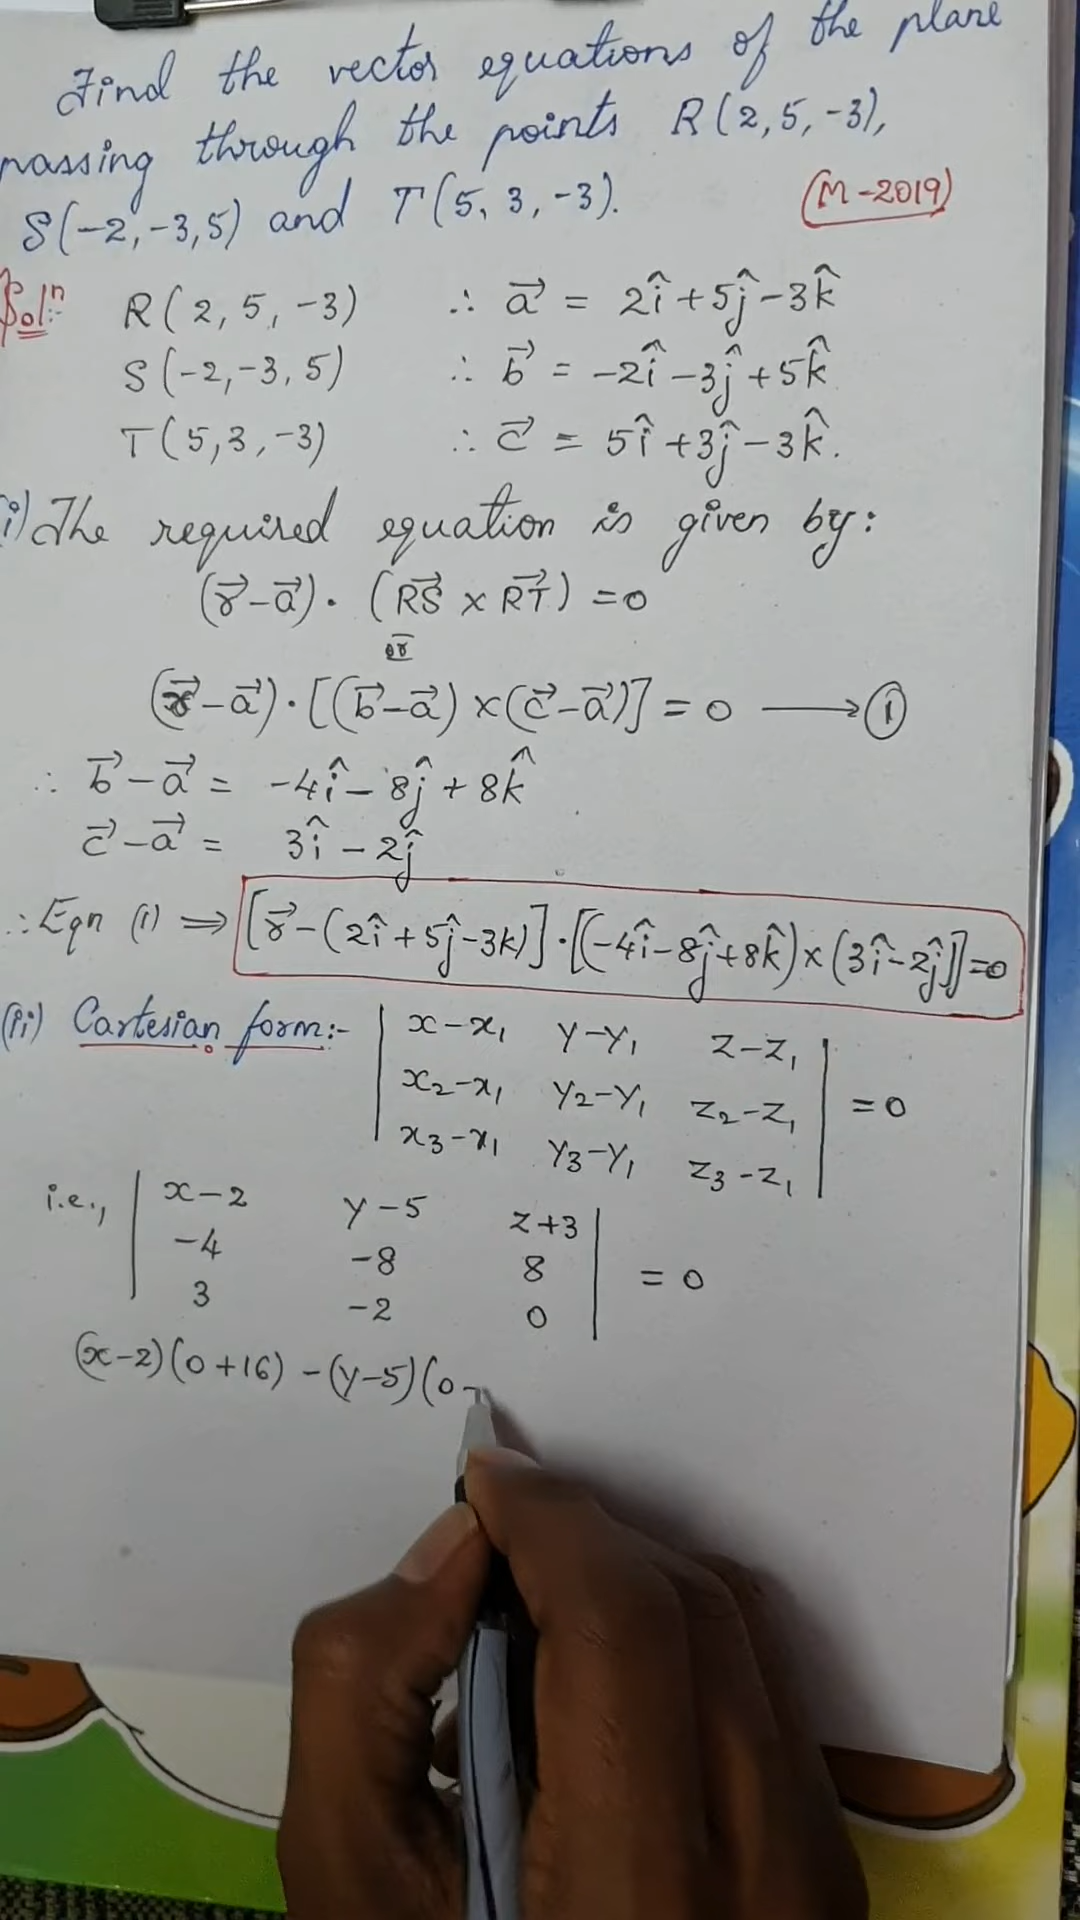 Find the vector equations of the plane
passing through the points R(2, 5, -3),
S(-2, -3, 5) and T(5, 3, -3).
(M-2019)
Solⁿ:- R(2, 5, -3) ∴ a⃗ = 2î + 5ĵ - 3k̂
S(-2, -3, 5) ∴ b⃗ = -2î - 3ĵ + 5k̂
T(5, 3, -3) ∴ c⃗ = 5î + 3ĵ - 3k̂.
(i) The required equation is given by:
(r⃗ - a⃗) · (RS⃗ × RT⃗) = 0
or
(r⃗ - a⃗) · [(b⃗ - a⃗) × (c⃗ - a⃗)] = 0 → ①
∴ b⃗ - a⃗ = -4î - 8ĵ + 8k̂
c⃗ - a⃗ = 3î - 2ĵ
∴ Eqn (1) ⇒ [r⃗ - (2î + 5ĵ - 3k)] · [(-4î - 8ĵ + 8k̂) × (3î - 2ĵ)] = 0
(ii) Cartesian form:- | x-x₁ y-y₁ z-z₁ |
| x₂-x₁ y₂-y₁ z₂-z₁ | = 0
| x₃-x₁ y₃-y₁ z₃-z₁ |
i.e., | x-2 y-5 z+3 |
| -4 -8 8 | = 0
| 3 -2 0 |
(x-2)(0+16) - (y-5)(0-